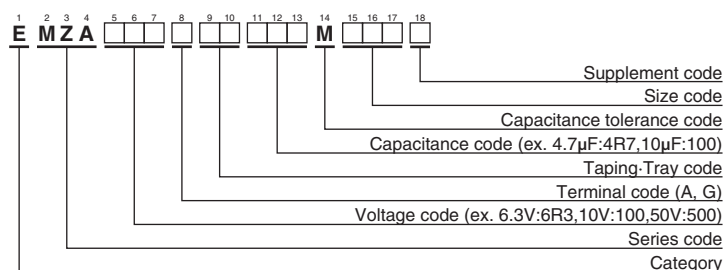 1 2 3 4 5 6 7 8 9 10 11 12 13 14 15 16 17 18
E M Z A M
Supplement code
Size code
Capacitance tolerance code
Capacitance code (ex. 4.7µF:4R7,10µF:100)
Taping·Tray code
Terminal code (A, G)
Voltage code (ex. 6.3V:6R3,10V:100,50V:500)
Series code
Category